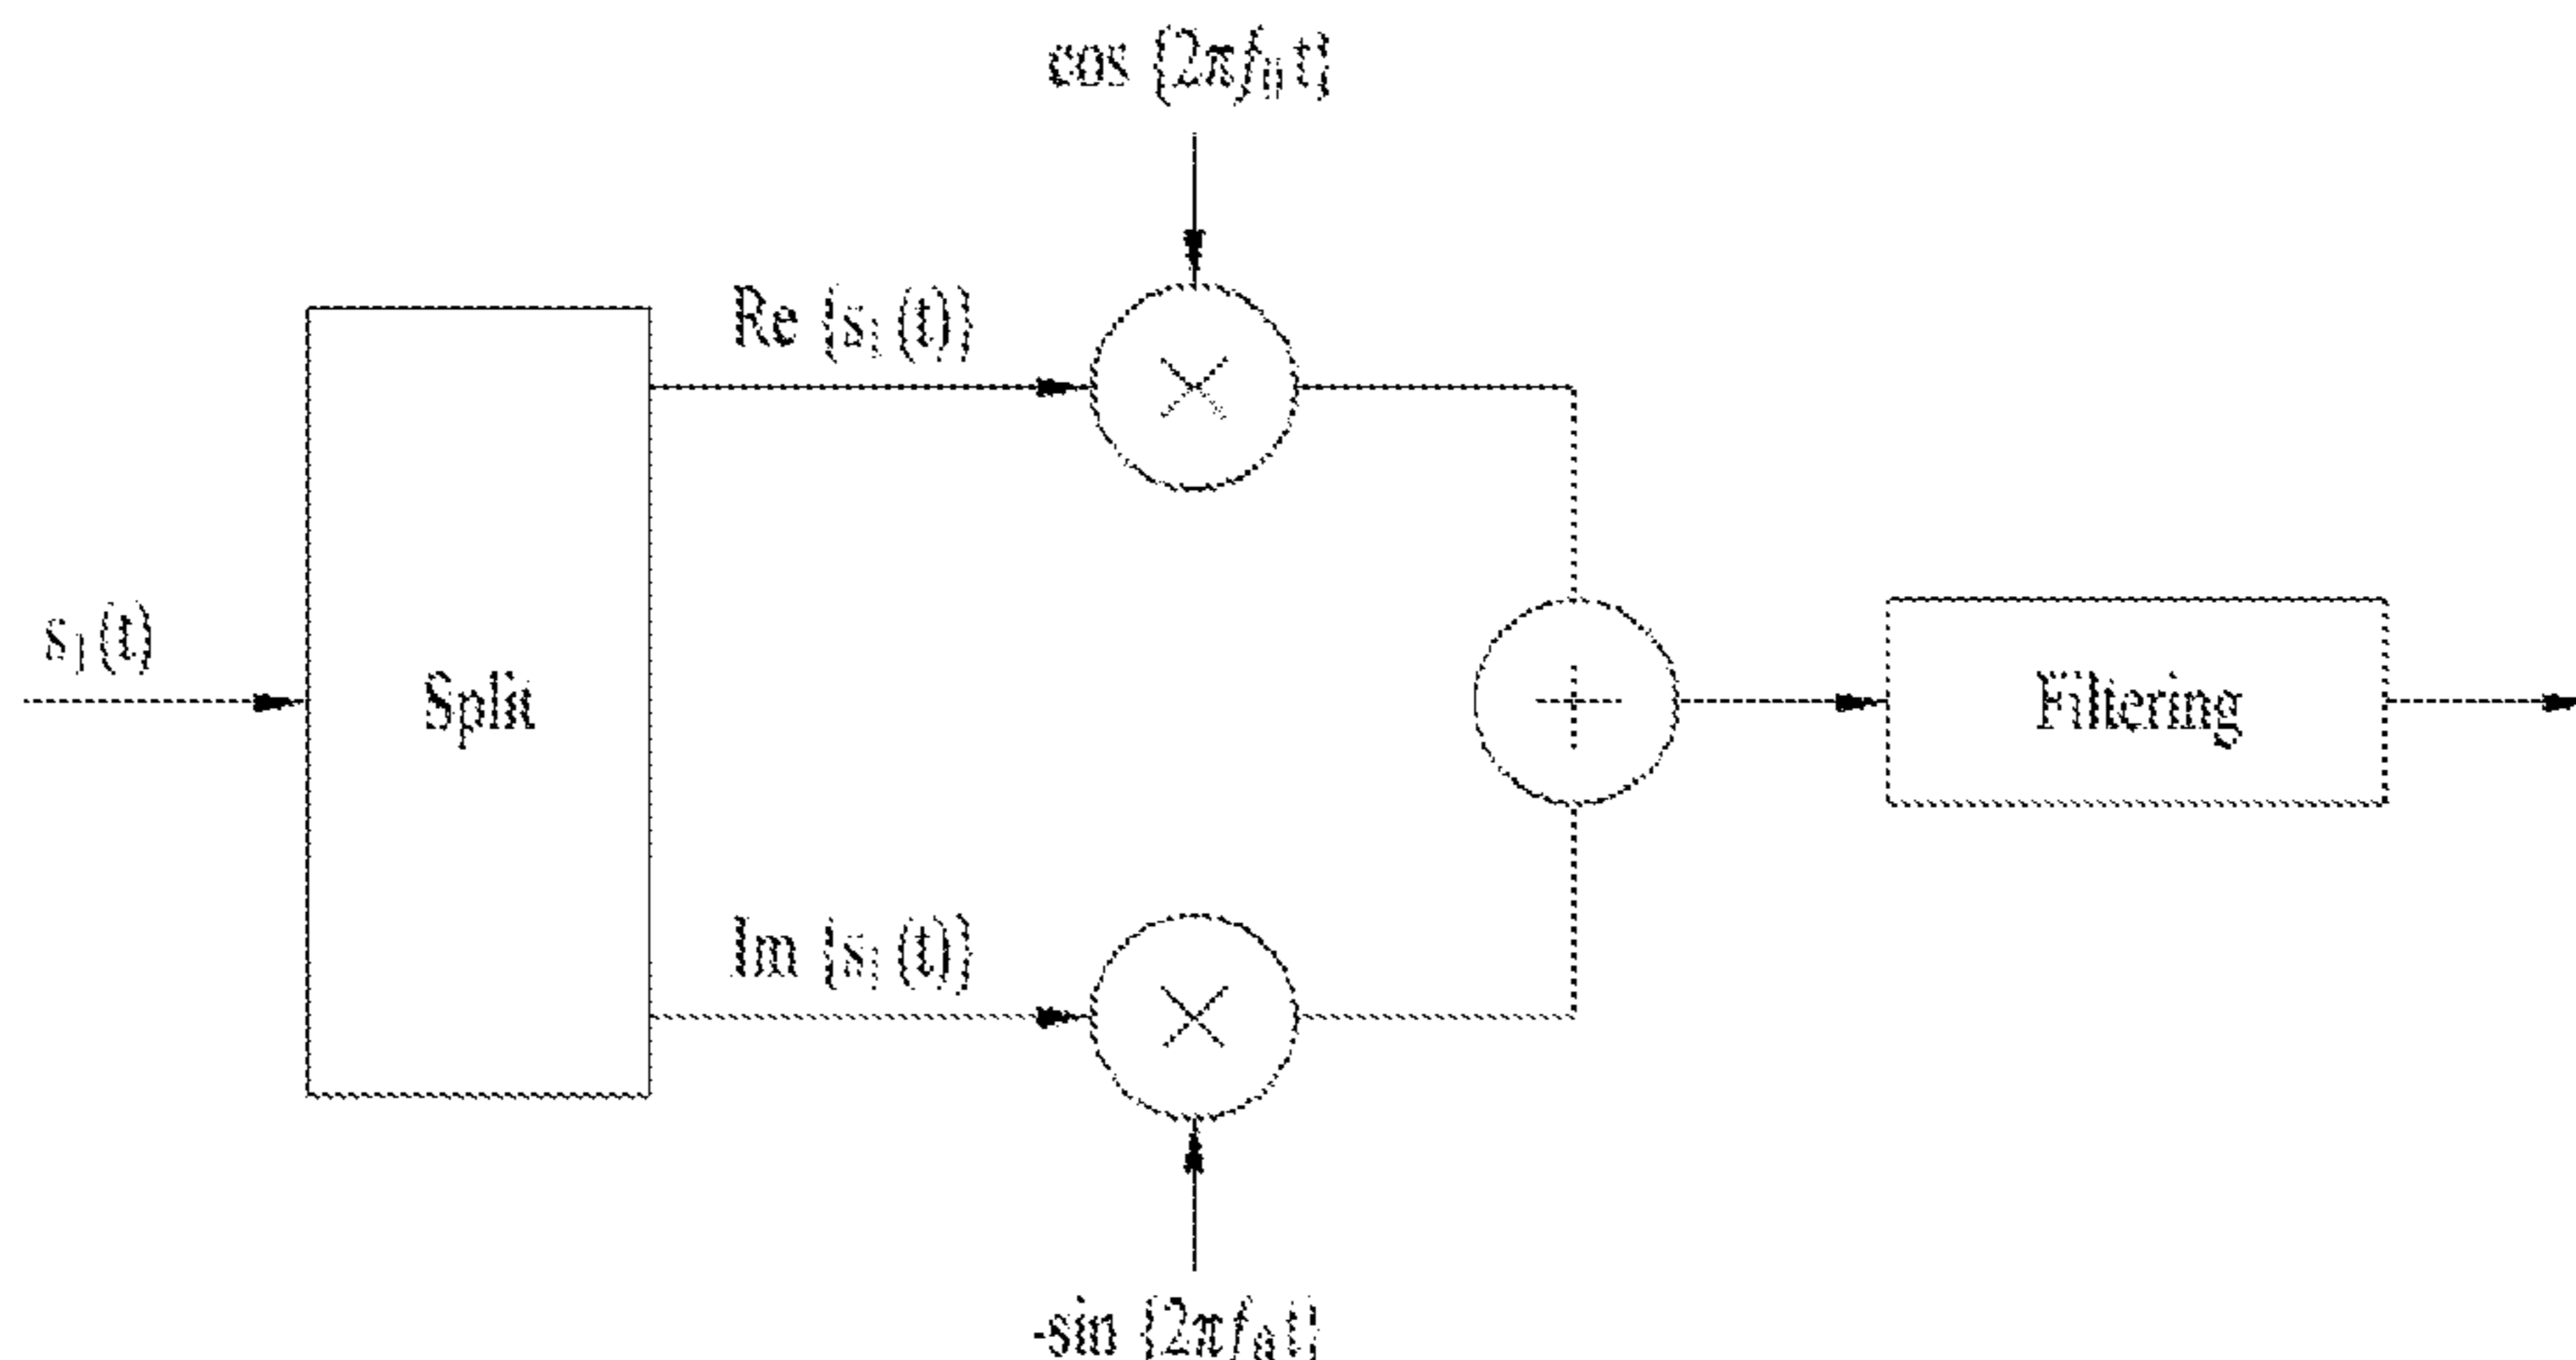 cos {2πf₀t}
Re {s₁(t)}
s₁(t)
Split
Filtering
Im {s₁(t)}
-sin {2πf₀t}